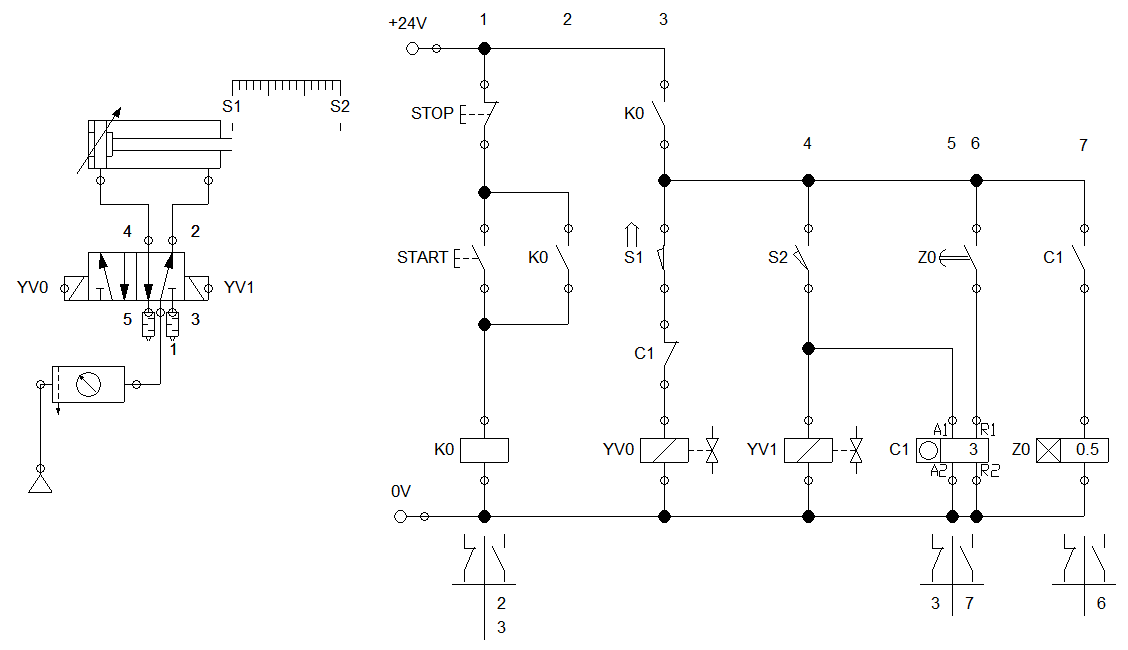 +24V 1 2 3
S1 S2
STOP K0
4 5 6 7
4 2
START K0 S1 S2 Z0 C1
YV0 YV1
5 3
1
C1
A1 R1
K0 YV0 YV1 C1 3 Z0 0.5
A2 R2
0V
2 3 7 6
3